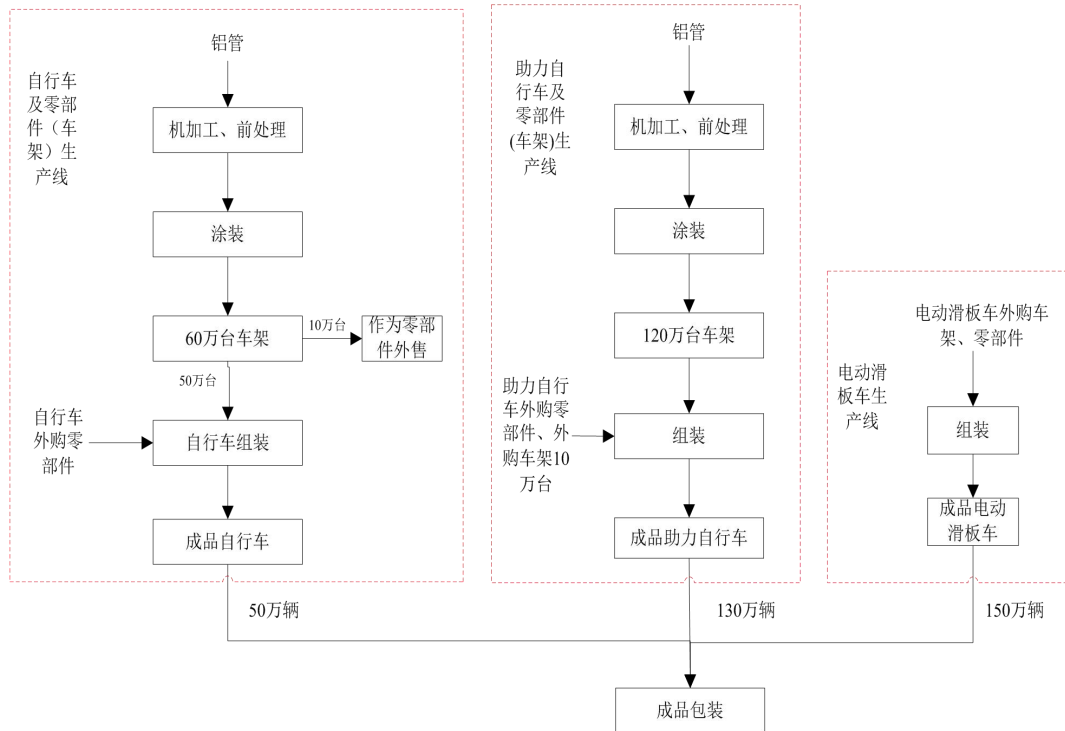 铝管
自行车
及零部
件（车
架）生
产线
机加工、前处理
涂装
60万台车架
10万台
作为零部
件外售
50万台
自行车
外购零
部件
自行车组装
成品自行车
50万辆
铝管
助力自
行车及
零部件
(车架)生
产线
机加工、前处理
涂装
120万台车架
助力自行
车外购零
部件、外
购车架10
万台
组装
成品助力自行车
130万辆
电动滑板车外购车
架、零部件
电动滑
板车生
产线
组装
成品电动
滑板车
150万辆
成品包装